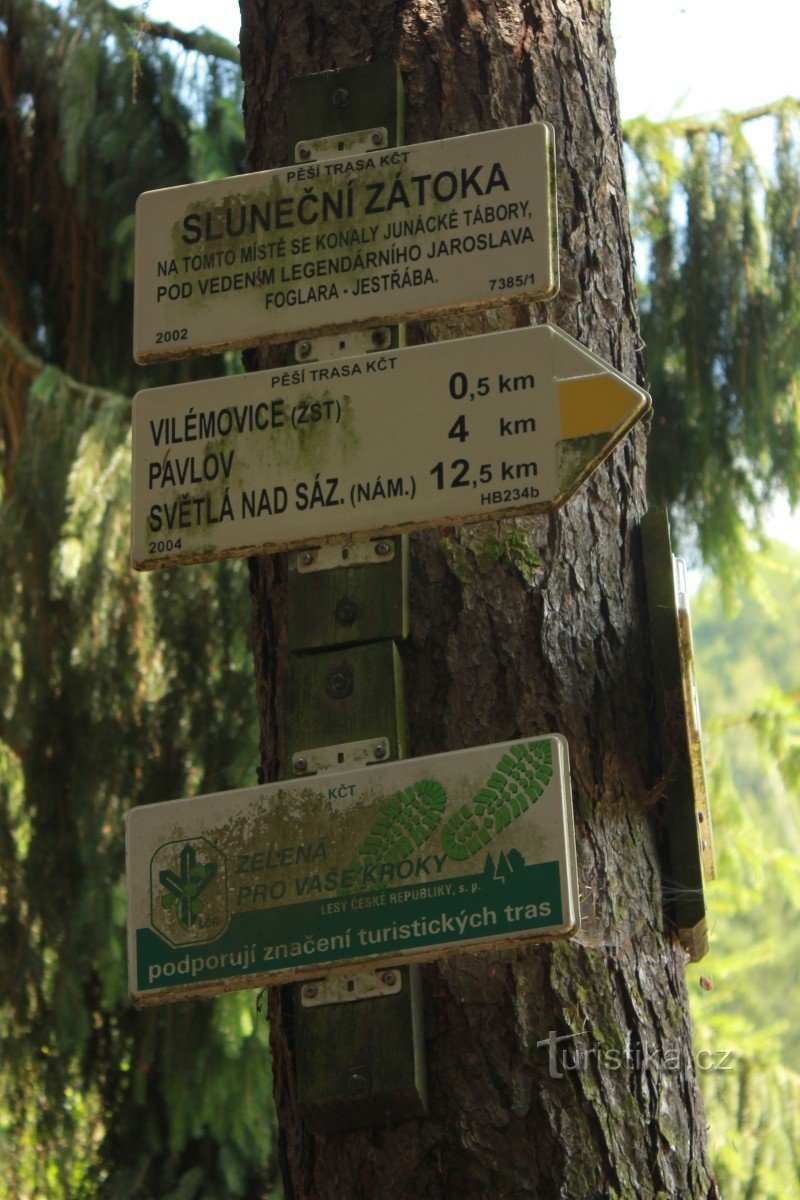 PĚŠÍ TRASA KČT
SLUNEČNÍ ZÁTOKA
NA TOMTO MÍSTĚ SE KONALY JUNÁCKÉ TÁBORY,
POD VEDENÍM LEGENDÁRNÍHO JAROSLAVA
FOGLARA - JESTŘÁBA.
2002 7385/1
PĚŠÍ TRASA KČT
VILÉMOVICE (ŽST) 0,5 km
PAVLOV 4 km
SVĚTLÁ NAD SÁZ. (NÁM.) 12,5 km
2004 HB234b
KČT
ZELENÁ
PRO VAŠE KROKY
LESY ČESKÉ REPUBLIKY, s. p.
LČR
podporují značení turistických tras
Turistika.cz